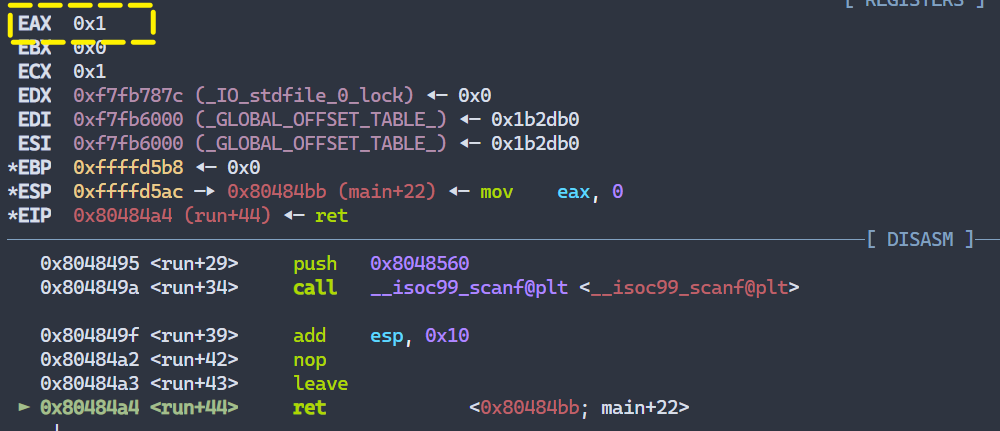 [ REGISTERS ]
EAX 0x1
EBX 0x0
ECX 0x1
EDX 0xf7fb787c (_IO_stdfile_0_lock) ◂— 0x0
EDI 0xf7fb6000 (_GLOBAL_OFFSET_TABLE_) ◂— 0x1b2db0
ESI 0xf7fb6000 (_GLOBAL_OFFSET_TABLE_) ◂— 0x1b2db0
*EBP 0xffffd5b8 ◂— 0x0
*ESP 0xffffd5ac —▸ 0x80484bb (main+22) ◂— mov eax, 0
*EIP 0x80484a4 (run+44) ◂— ret
[ DISASM ]
0x8048495 <run+29> push 0x8048560
0x804849a <run+34> call __isoc99_scanf@plt <__isoc99_scanf@plt>
0x804849f <run+39> add esp, 0x10
0x80484a2 <run+42> nop
0x80484a3 <run+43> leave
► 0x80484a4 <run+44> ret <0x80484bb; main+22>